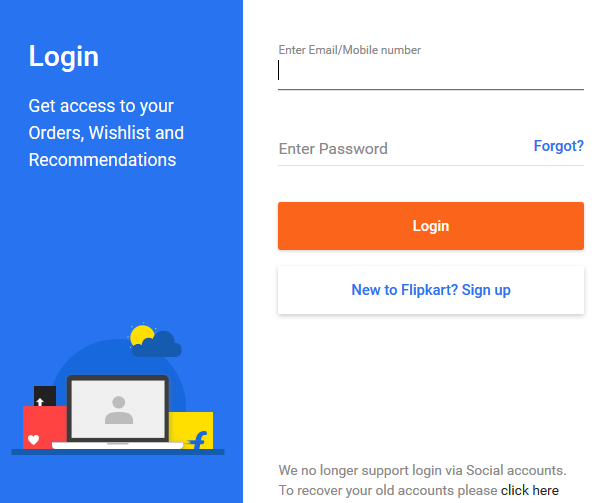 Login
Get access to your
Orders, Wishlist and
Recommendations
Enter Email/Mobile number
Enter Password
Forgot?
Login
New to Flipkart? Sign up
f
We no longer support login via Social accounts.
To recover your old accounts please click here